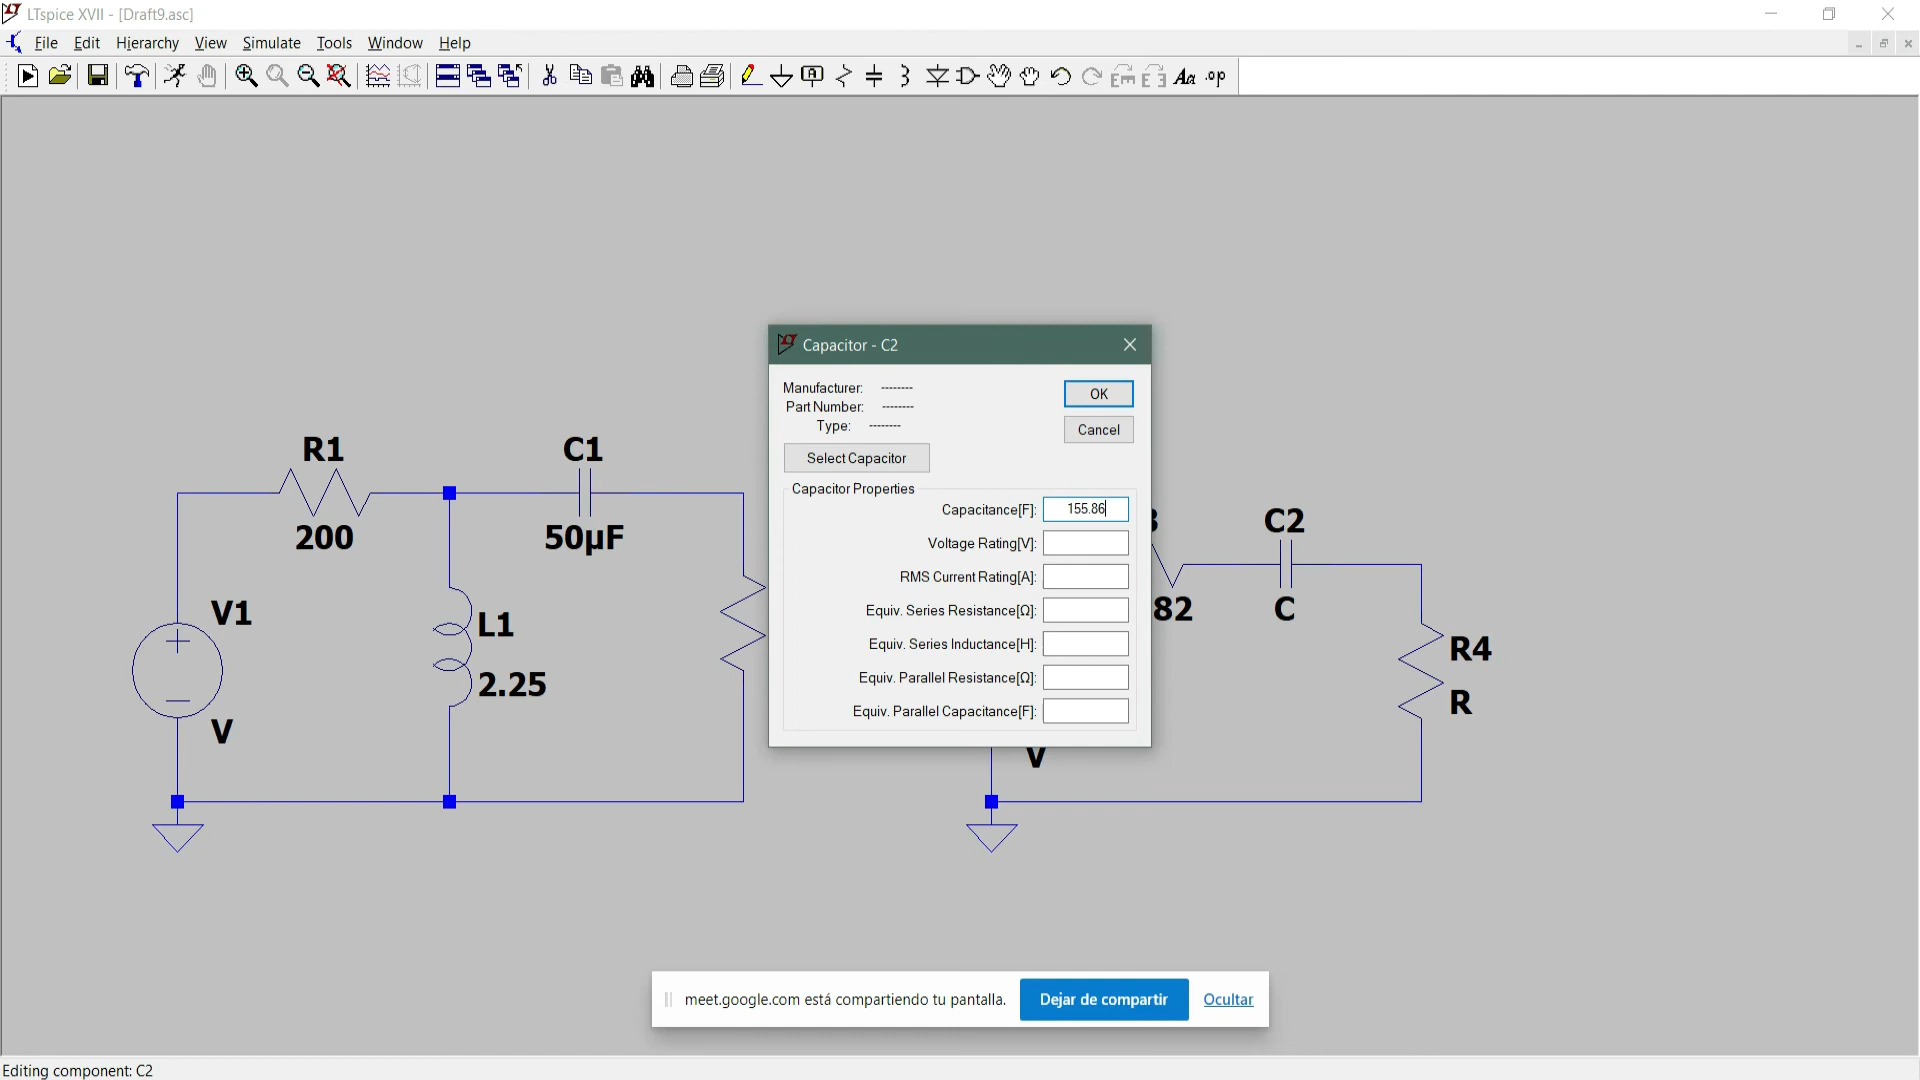 LTspice XVII - [Draft9.asc]
File Edit Hierarchy View Simulate Tools Window Help
Aa .op
Capacitor - C2
Manufacturer: --------
OK
Part Number: --------
Type: --------
Cancel
Select Capacitor
Capacitor Properties
Capacitance[F]: 155.86
Voltage Rating[V]:
RMS Current Rating[A]:
Equiv. Series Resistance[Ω]:
Equiv. Series Inductance[H]:
Equiv. Parallel Resistance[Ω]:
Equiv. Parallel Capacitance[F]:
R1
200
C1
50µF
V1
V
L1
2.25
82
C2
C
R4
R
V
meet.google.com está compartiendo tu pantalla. Dejar de compartir Ocultar
Editing component: C2